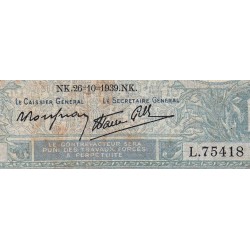 NK.26-10-1939.NK.
Le Caissier Général Le Secrétaire Général
L.75418
LE CONTREFACTEUR SERA
PUNI DES TRAVAUX FORCÉS
A PERPÉTUITÉ